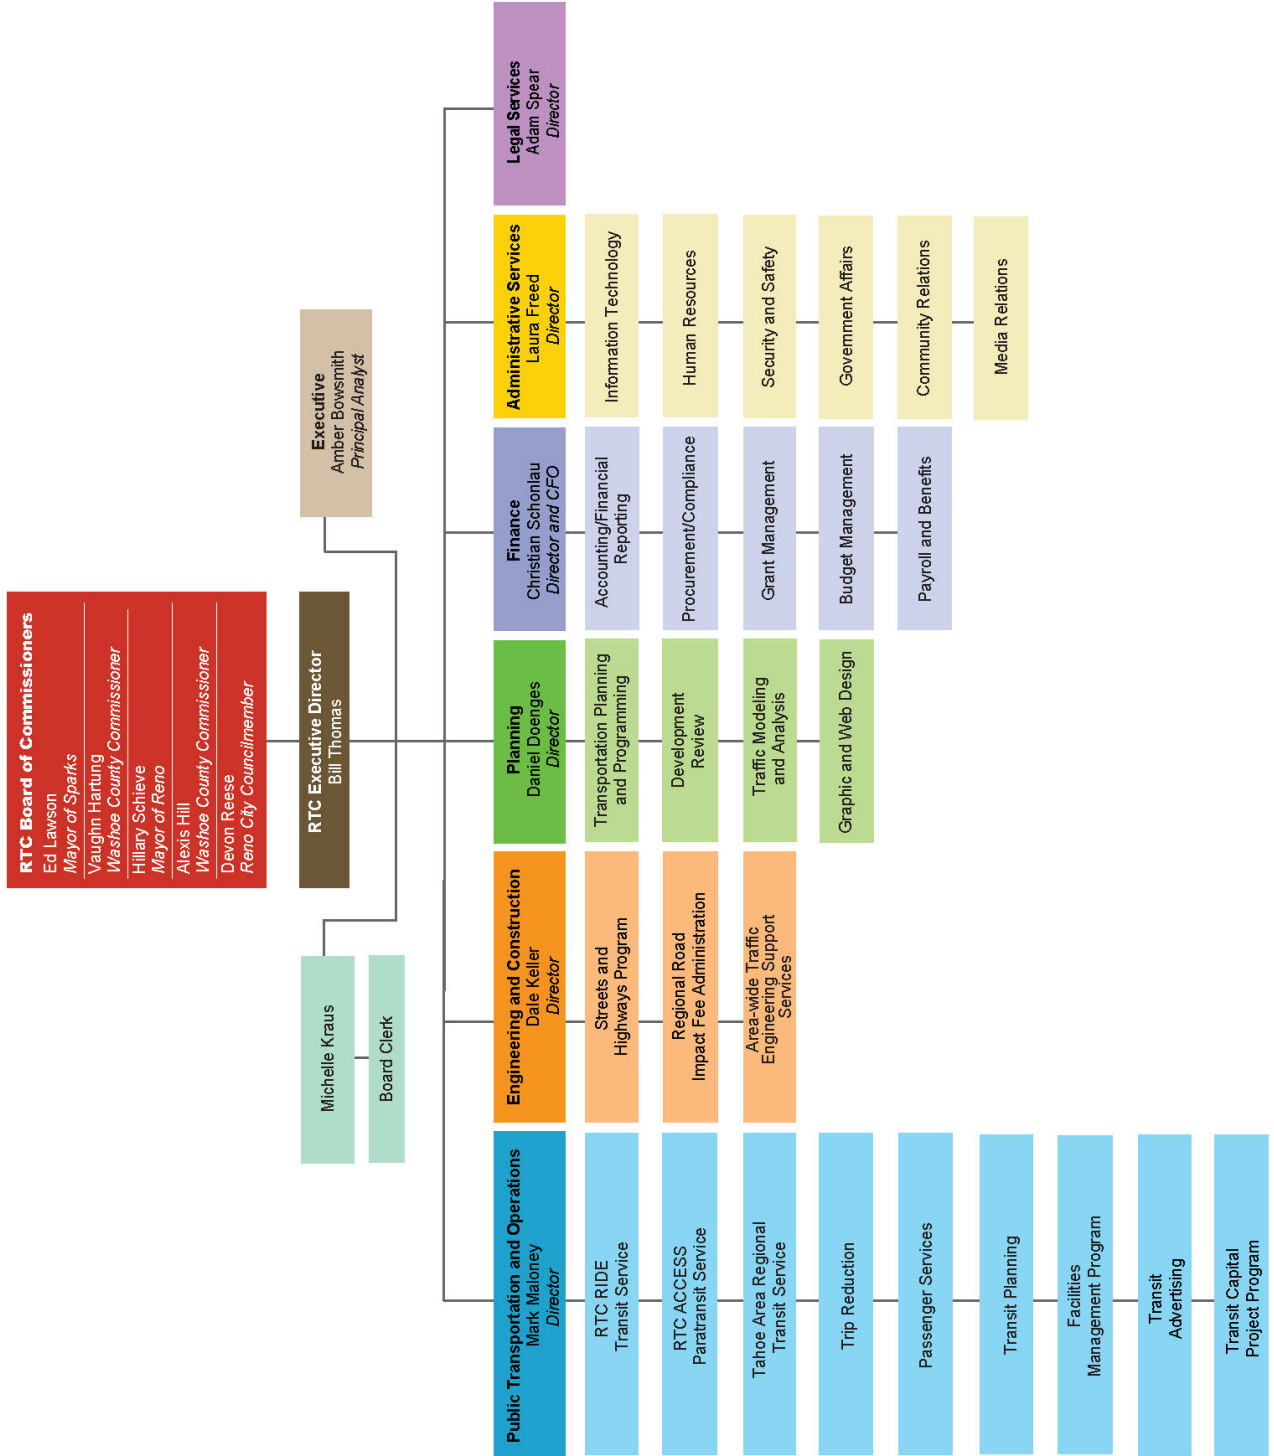 RTC Board of Commissioners
Ed Lawson
Mayor of Sparks
Vaughn Hartung
Washoe County Commissioner
Hillary Schieve
Mayor of Reno
Alexis Hill
Washoe County Commissioner
Devon Reese
Reno City Councilmember
Michelle Kraus
Board Clerk
RTC Executive Director
Bill Thomas
Executive
Amber Bowsmith
Principal Analyst
Public Transportation and Operations
Mark Maloney
Director
RTC RIDE
Transit Service
RTC ACCESS
Paratransit Service
Tahoe Area Regional
Transit Service
Trip Reduction
Passenger Services
Transit Planning
Facilities
Management Program
Transit
Advertising
Transit Capital
Project Program
Engineering and Construction
Dale Keller
Director
Streets and
Highways Program
Regional Road
Impact Fee Administration
Area-wide Traffic
Engineering Support
Services
Planning
Daniel Doenges
Director
Transportation Planning
and Programming
Development
Review
Traffic Modeling
and Analysis
Graphic and Web Design
Finance
Christian Schonlau
Director and CFO
Accounting/Financial
Reporting
Procurement/Compliance
Grant Management
Budget Management
Payroll and Benefits
Administrative Services
Laura Freed
Director
Information Technology
Human Resources
Security and Safety
Government Affairs
Community Relations
Media Relations
Legal Services
Adam Spear
Director